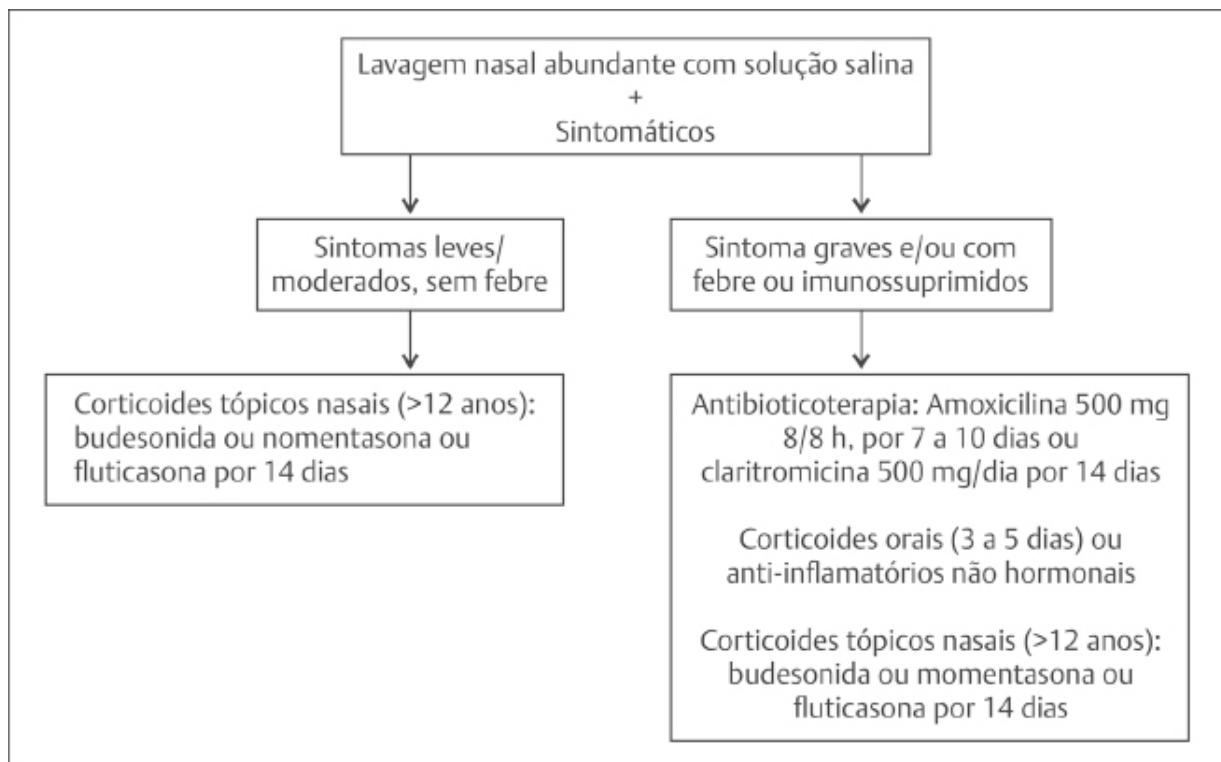 Lavagem nasal abundante com solução salina
+
Sintomáticos
Sintomas leves/
moderados, sem febre
Sintoma graves e/ou com
febre ou imunossuprimidos
Corticoides tópicos nasais (>12 anos):
budesonida ou nomentasona ou
fluticasona por 14 dias
Antibioticoterapia: Amoxicilina 500 mg
8/8 h, por 7 a 10 dias ou
claritromicina 500 mg/dia por 14 dias
Corticoides orais (3 a 5 dias) ou
anti-inflamatórios não hormonais
Corticoides tópicos nasais (>12 anos):
budesonida ou momentasona ou
fluticasona por 14 dias